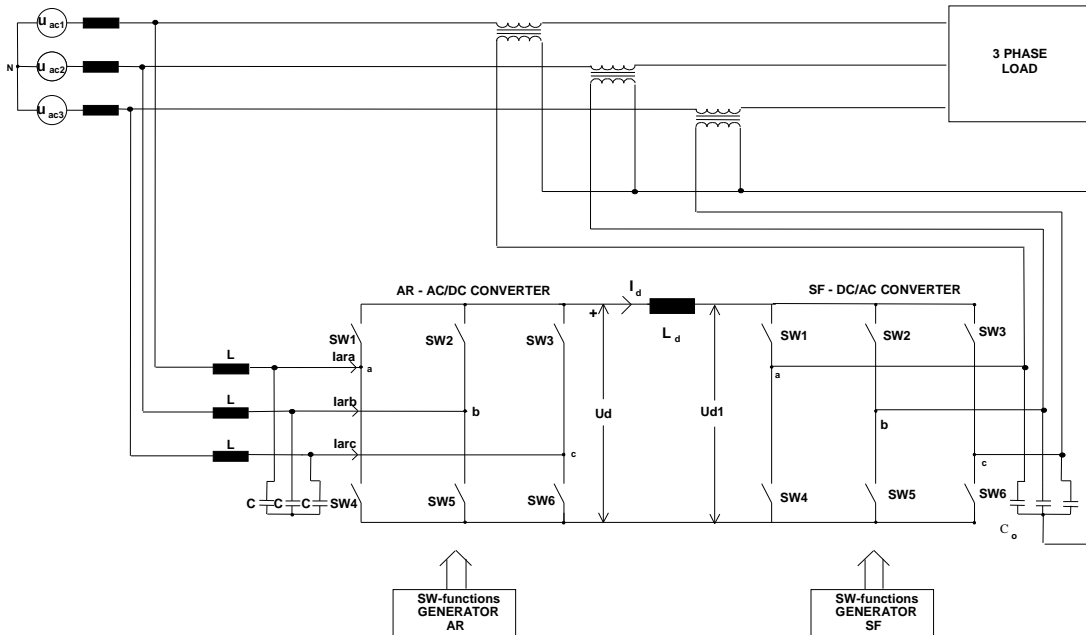 u ac1
u ac2
N
u ac3
3 PHASE
LOAD
AR - AC/DC CONVERTER
I d
SF - DC/AC CONVERTER
+
L d
SW1
SW2
SW3
SW1
SW2
SW3
L
Iara
a
a
L
Iarb
b
Ud
Ud1
b
L
Iarc
c
c
C
C
C
SW4
SW5
SW6
SW4
SW5
SW6
C o
SW-functions
GENERATOR
AR
SW-functions
GENERATOR
SF